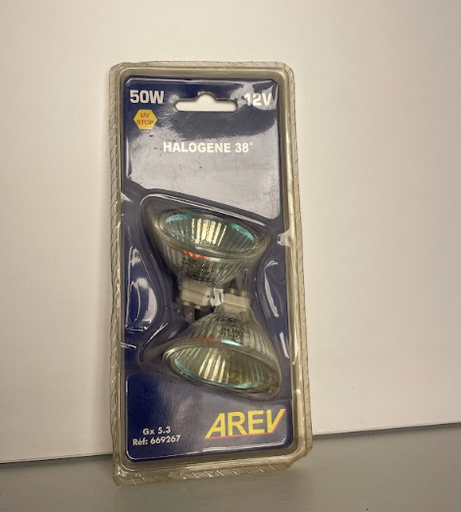 50W 12V
UV
STOP
HALOGENE 38°
Gx 5.3
Réf: 669267
AREV